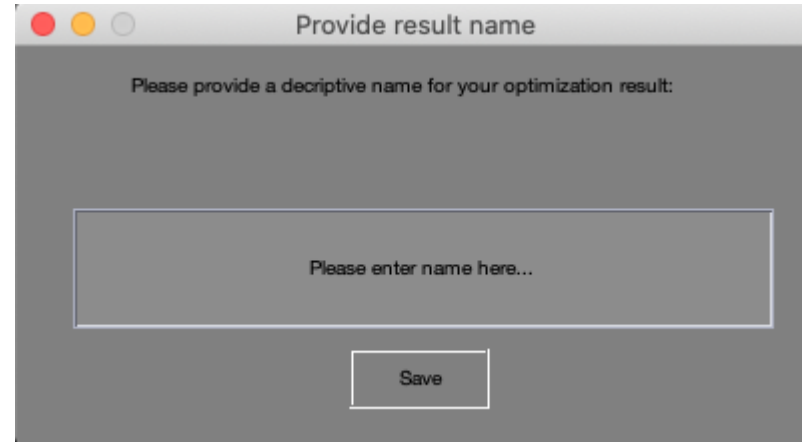 Provide result name
Please provide a decriptive name for your optimization result:
Please enter name here...
Save